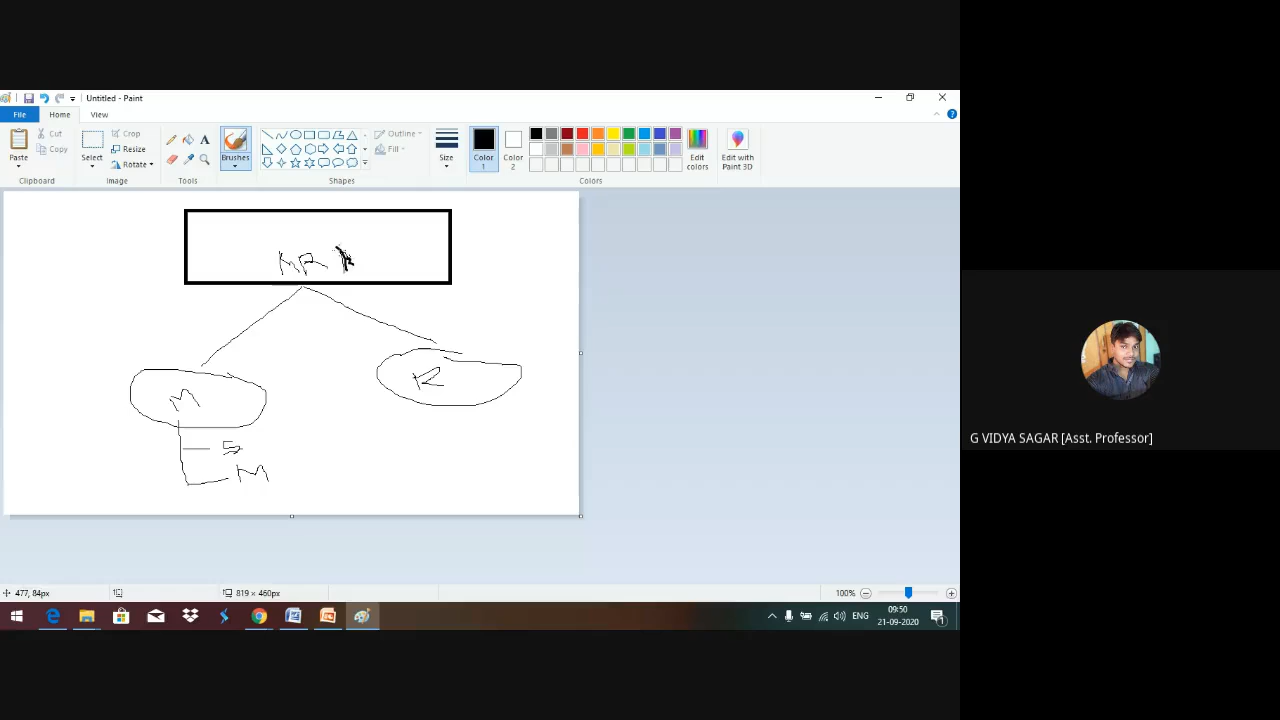 Untitled - Paint
File Home View
Cut
Copy
Paste
Clipboard
Crop
Resize
Rotate
Select
Image
Tools
Brushes
Outline
Fill
Shapes
Size
Color 1
Color 2
Edit colors
Edit with Paint 3D
Colors
MR
M
R
S
M
G VIDYA SAGAR [Asst. Professor]
477, 84px
819 × 460px
100%
ENG
09:50
21-09-2020
1